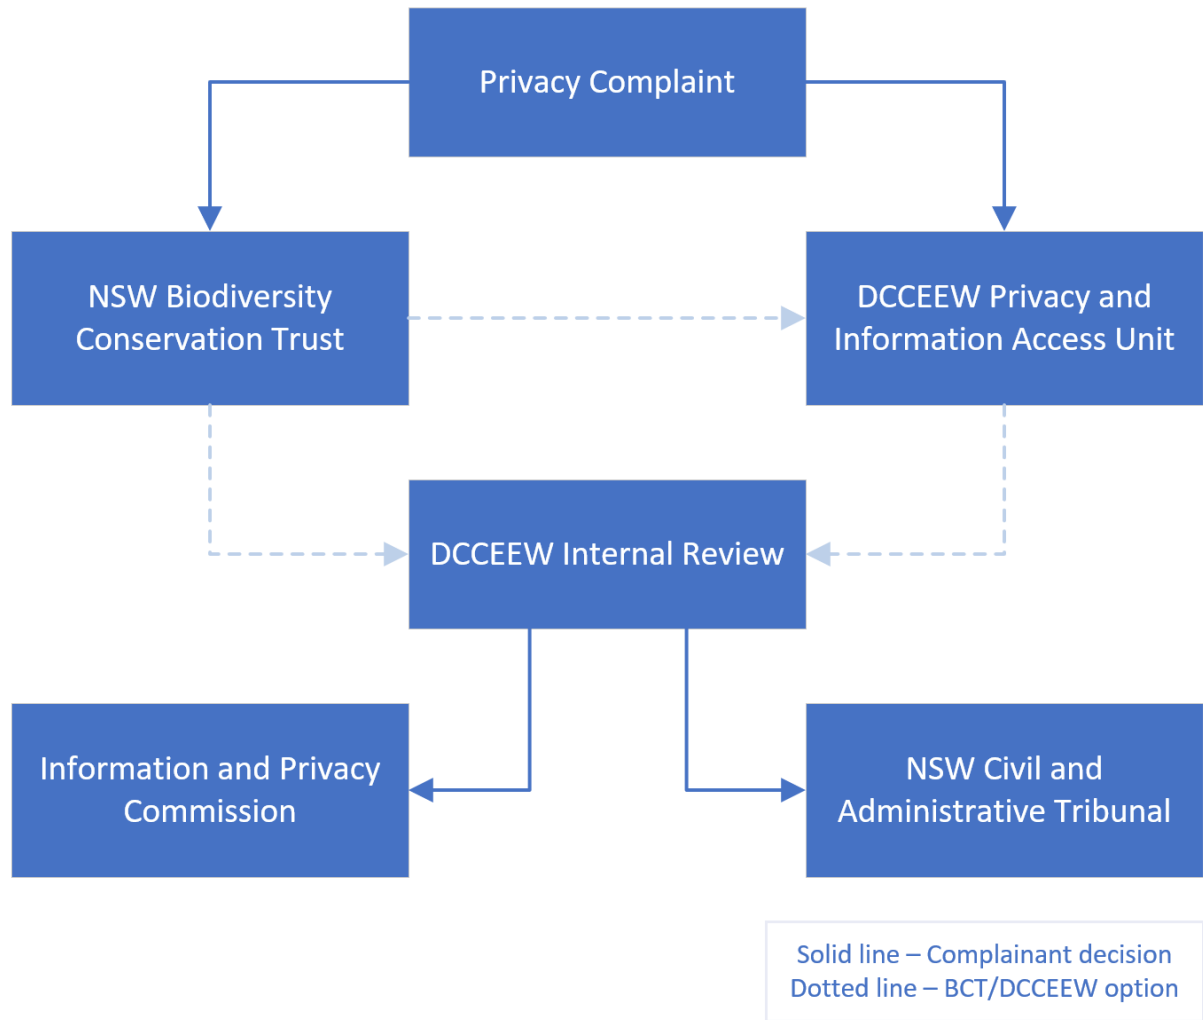 Privacy Complaint
NSW Biodiversity
Conservation Trust
DCCEEW Privacy and
Information Access Unit
DCCEEW Internal Review
Information and Privacy
Commission
NSW Civil and
Administrative Tribunal
Solid line – Complainant decision
Dotted line – BCT/DCCEEW option